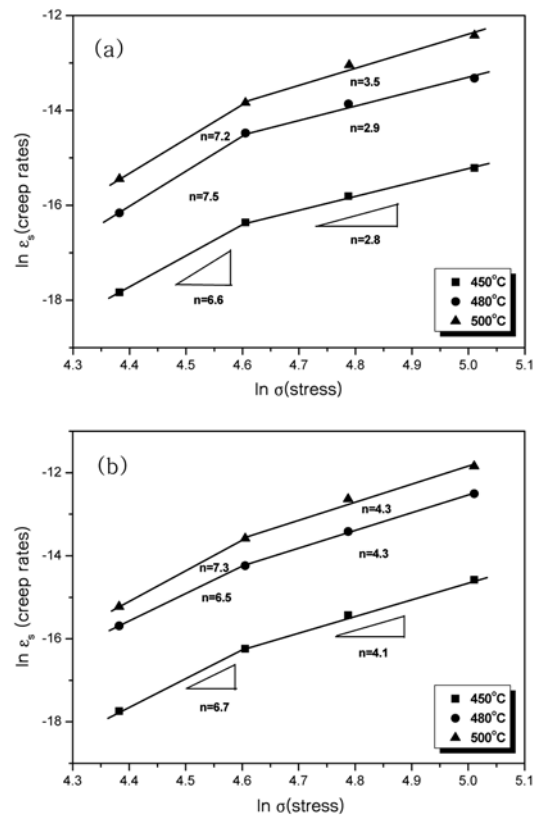 (a)
-12
-14
-16
-18
ln ε_s(creep rates)
n=3.5
n=7.2
n=2.9
n=7.5
n=2.8
n=6.6
450°C
480°C
500°C
4.3 4.4 4.5 4.6 4.7 4.8 4.9 5.0 5.1
ln σ(stress)
(b)
-12
-14
-16
-18
ln ε_s (creep rates)
n=4.3
n=7.3
n=4.3
n=6.5
n=4.1
n=6.7
450°C
480°C
500°C
4.3 4.4 4.5 4.6 4.7 4.8 4.9 5.0 5.1
ln σ(stress)